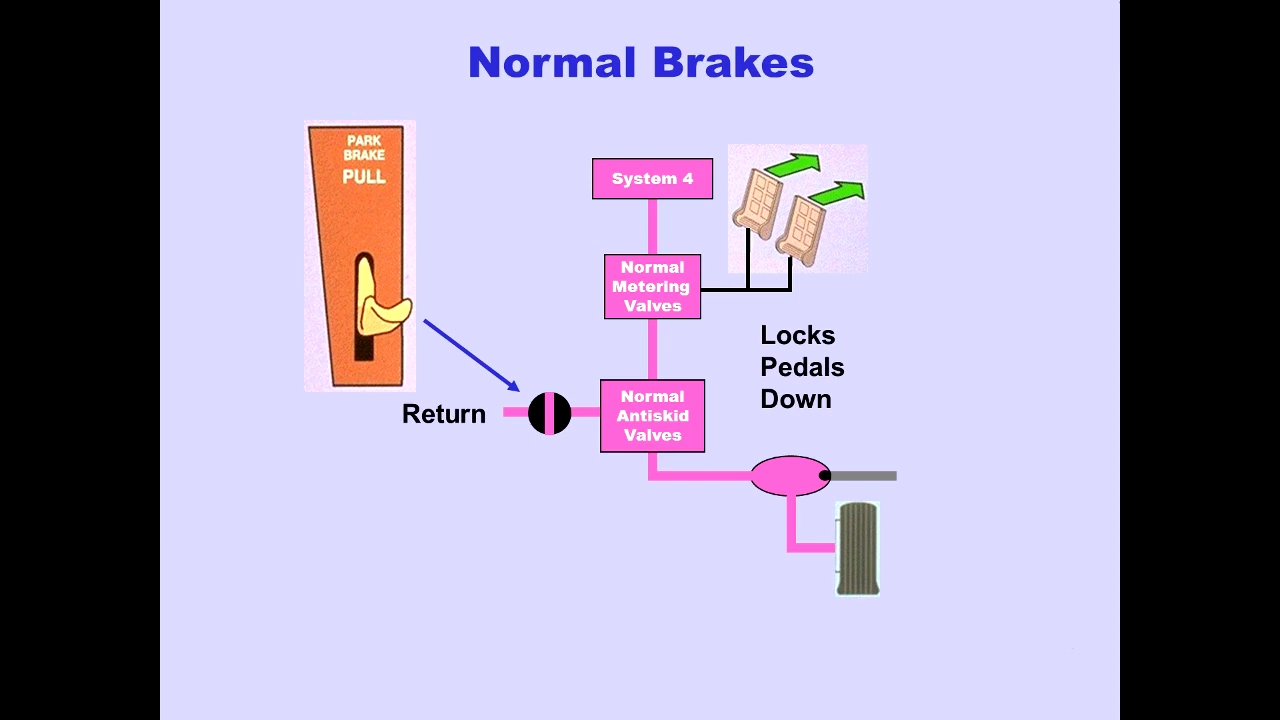 Normal Brakes
PARK
BRAKE
PULL
System 4
Normal
Metering
Valves
Locks
Pedals
Down
Normal
Antiskid
Valves
Return